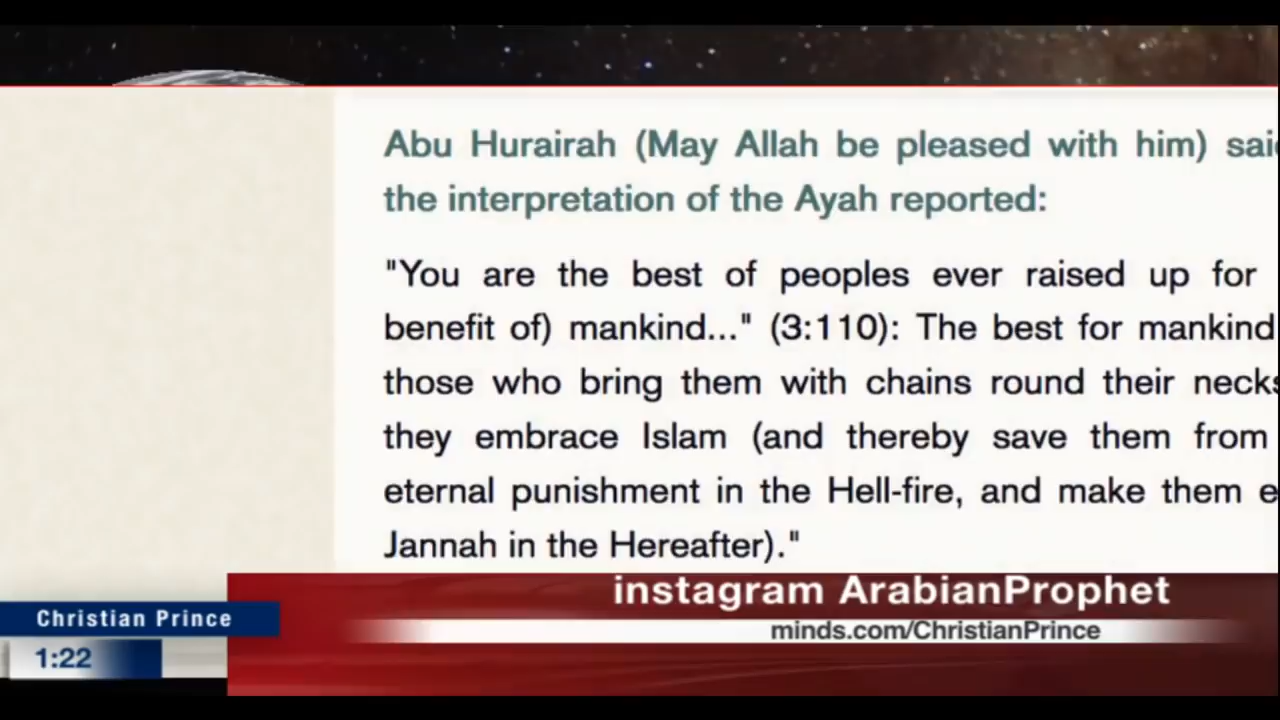 Abu Hurairah (May Allah be pleased with him) said
the interpretation of the Ayah reported:
"You are the best of peoples ever raised up for
benefit of) mankind..." (3:110): The best for mankind
those who bring them with chains round their necks
they embrace Islam (and thereby save them from
eternal punishment in the Hell-fire, and make them
Jannah in the Hereafter)."
instagram ArabianProphet
minds.com/ChristianPrince
Christian Prince
1:22